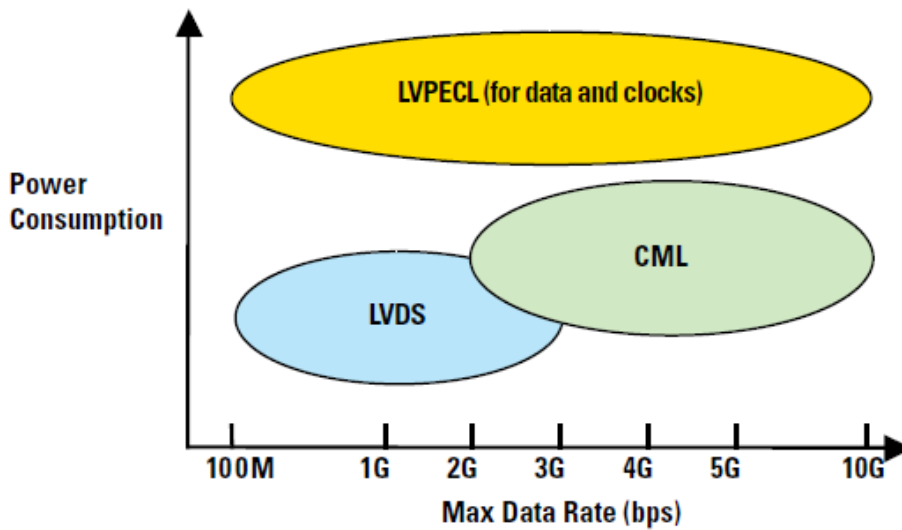 LVPECL (for data and clocks)
Power
Consumption
CML
LVDS
100M 1G 2G 3G 4G 5G 10G
Max Data Rate (bps)